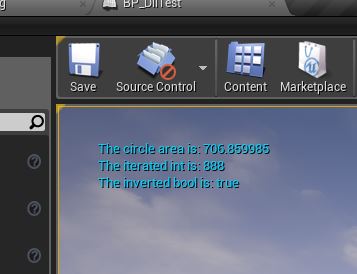 g
BP_DllTest
Save
Source Control
Content
Marketplace
The circle area is: 706.859985
The iterated int is: 888
The inverted bool is: true